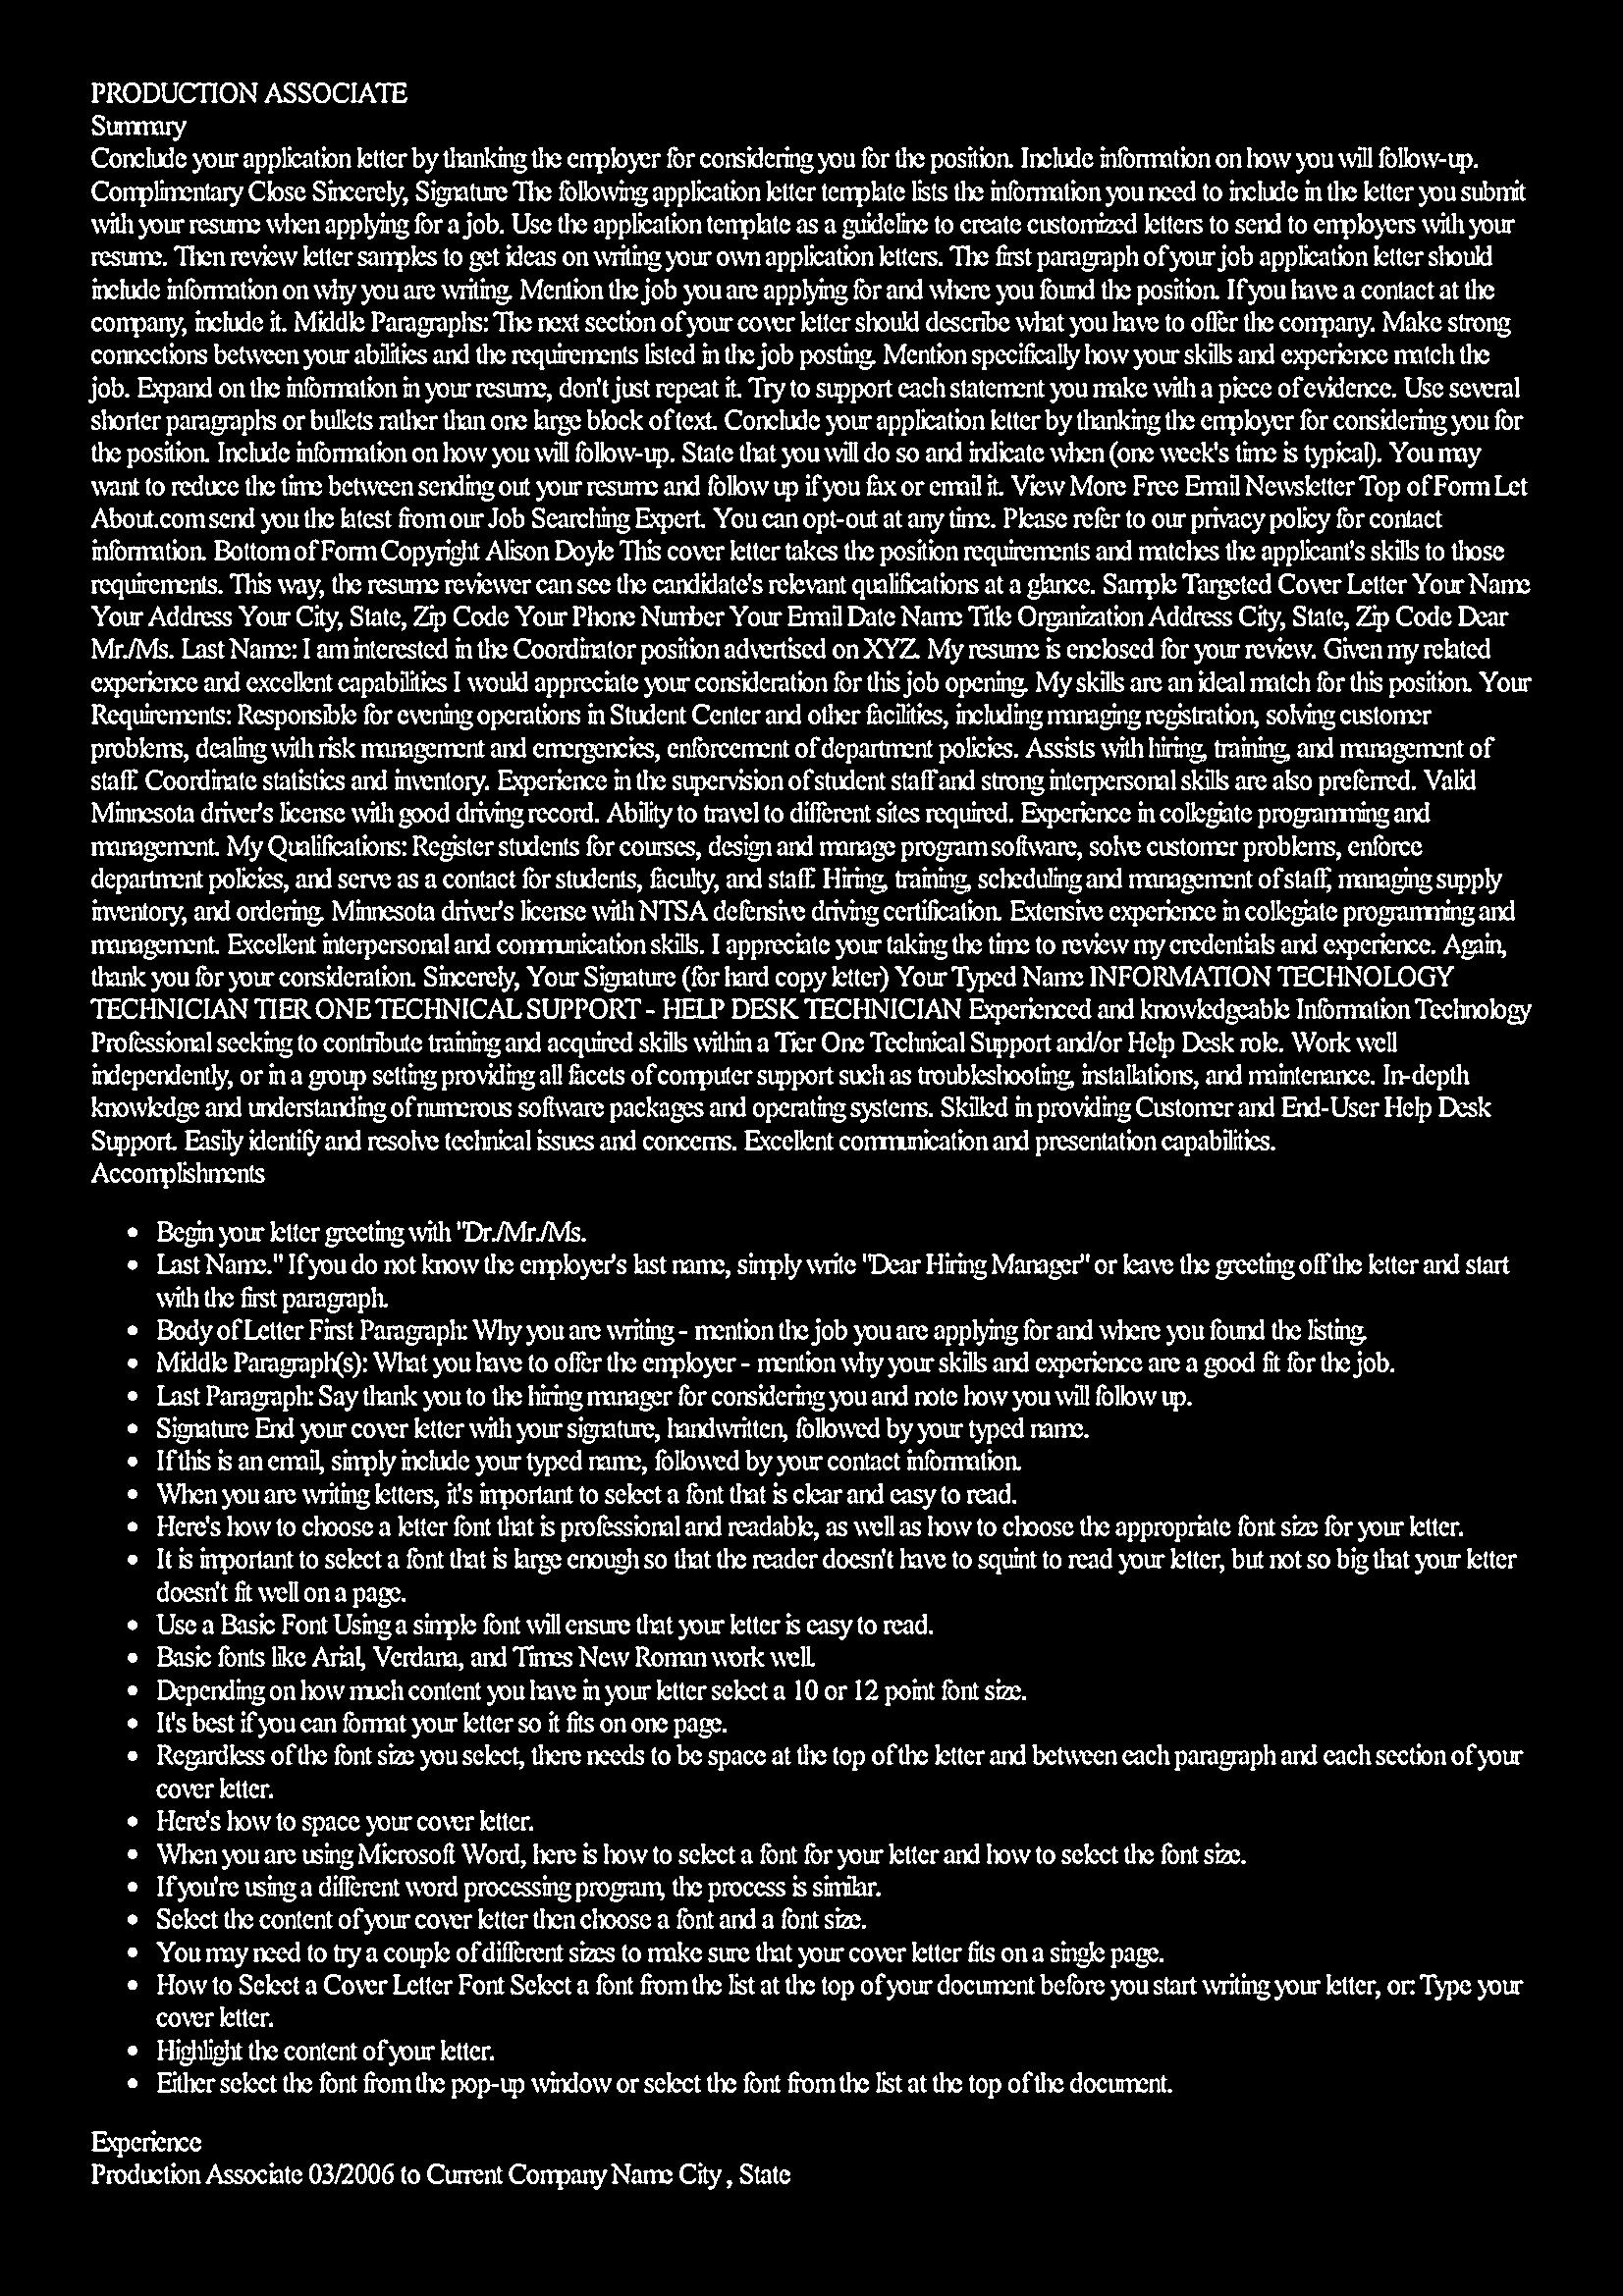 PRODUCTION ASSOCIATE
Summary
Conclude your application letter by thanking the employer for considering you for the position. Include information on how you will follow-up.
Complimentary Close Sincerely, Signature The following application letter template lists the information you need to include in the letter you submit
with your resume when applying for a job. Use the application template as a guideline to create customized letters to send to employers with your
resume. Then review letter samples to get ideas on writing your own application letters. The first paragraph of your job application letter should
include information on why you are writing. Mention the job you are applying for and where you found the position. If you have a contact at the
company, include it. Middle Paragraphs: The next section of your cover letter should describe what you have to offer the company. Make strong
connections between your abilities and the requirements listed in the job posting. Mention specifically how your skills and experience match the
job. Expand on the information in your resume, don't just repeat it. Try to support each statement you make with a piece of evidence. Use several
shorter paragraphs or bullets rather than one large block of text. Conclude your application letter by thanking the employer for considering you for
the position. Include information on how you will follow-up. State that you will do so and indicate when (one week's time is typical). You may
want to reduce the time between sending out your resume and follow up if you fax or email it. View More Free Email Newsletter Top of Form Let
About.com send you the latest from our Job Searching Expert. You can opt-out at any time. Please refer to our privacy policy for contact
information. Bottom of Form Copyright Alison Doyle This cover letter takes the position requirements and matches the applicant's skills to those
requirements. This way, the resume reviewer can see the candidate's relevant qualifications at a glance. Sample Targeted Cover Letter Your Name
Your Address Your City, State, Zip Code Your Phone Number Your Email Date Name Title Organization Address City, State, Zip Code Dear
Mr./Ms. Last Name: I am interested in the Coordinator position advertised on XYZ. My resume is enclosed for your review. Given my related
experience and excellent capabilities I would appreciate your consideration for this job opening. My skills are an ideal match for this position. Your
Requirements: Responsible for evening operations in Student Center and other facilities, including managing registration, solving customer
problems, dealing with risk management and emergencies, enforcement of department policies. Assists with hiring, training, and management of
staff. Coordinate statistics and inventory. Experience in the supervision of student staff and strong interpersonal skills are also preferred. Valid
Minnesota driver's license with good driving record. Ability to travel to different sites required. Experience in collegiate programming and
management. My Qualifications: Register students for courses, design and manage program software, solve customer problems, enforce
department policies, and serve as a contact for students, faculty, and staff. Hiring, training, scheduling and management of staff, managing supply
inventory, and ordering. Minnesota driver's license with NTSA defensive driving certification. Extensive experience in collegiate programming and
management. Excellent interpersonal and communication skills. I appreciate your taking the time to review my credentials and experience. Again,
thank you for your consideration. Sincerely, Your Signature (for hard copy letter) Your Typed Name INFORMATION TECHNOLOGY
TECHNICIAN TIER ONE TECHNICAL SUPPORT - HELP DESK TECHNICIAN Experienced and knowledgeable Information Technology
Professional seeking to contribute training and acquired skills within a Tier One Technical Support and/or Help Desk role. Work well
independently, or in a group setting providing all facets of computer support such as troubleshooting, installations, and maintenance. In-depth
knowledge and understanding of numerous software packages and operating systems. Skilled in providing Customer and End-User Help Desk
Support. Easily identify and resolve technical issues and concerns. Excellent communication and presentation capabilities.
Accomplishments
• Begin your letter greeting with "Dr./Mr./Ms.
• Last Name." If you do not know the employer's last name, simply write "Dear Hiring Manager" or leave the greeting off the letter and start
with the first paragraph.
• Body of Letter First Paragraph: Why you are writing - mention the job you are applying for and where you found the listing.
• Middle Paragraph(s): What you have to offer the employer - mention why your skills and experience are a good fit for the job.
• Last Paragraph: Say thank you to the hiring manager for considering you and note how you will follow up.
• Signature End your cover letter with your signature, handwritten, followed by your typed name.
• If this is an email, simply include your typed name, followed by your contact information.
• When you are writing letters, it's important to select a font that is clear and easy to read.
• Here's how to choose a letter font that is professional and readable, as well as how to choose the appropriate font size for your letter.
• It is important to select a font that is large enough so that the reader doesn't have to squint to read your letter, but not so big that your letter
doesn't fit well on a page.
• Use a Basic Font Using a simple font will ensure that your letter is easy to read.
• Basic fonts like Arial, Verdana, and Times New Roman work well.
• Depending on how much content you have in your letter select a 10 or 12 point font size.
• It's best if you can format your letter so it fits on one page.
• Regardless of the font size you select, there needs to be space at the top of the letter and between each paragraph and each section of your
cover letter.
• Here's how to space your cover letter.
• When you are using Microsoft Word, here is how to select a font for your letter and how to select the font size.
• If you're using a different word processing program, the process is similar.
• Select the content of your cover letter then choose a font and a font size.
• You may need to try a couple of different sizes to make sure that your cover letter fits on a single page.
• How to Select a Cover Letter Font Select a font from the list at the top of your document before you start writing your letter, or: Type your
cover letter.
• Highlight the content of your letter.
• Either select the font from the pop-up window or select the font from the list at the top of the document.
Experience
Production Associate 03/2006 to Current Company Name City , State